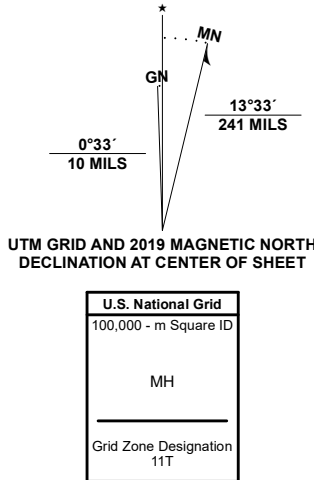 ★
MN
GN
13°33´
241 MILS
0°33´
10 MILS
UTM GRID AND 2019 MAGNETIC NORTH
DECLINATION AT CENTER OF SHEET
U.S. National Grid
100,000 - m Square ID
MH
Grid Zone Designation
11T